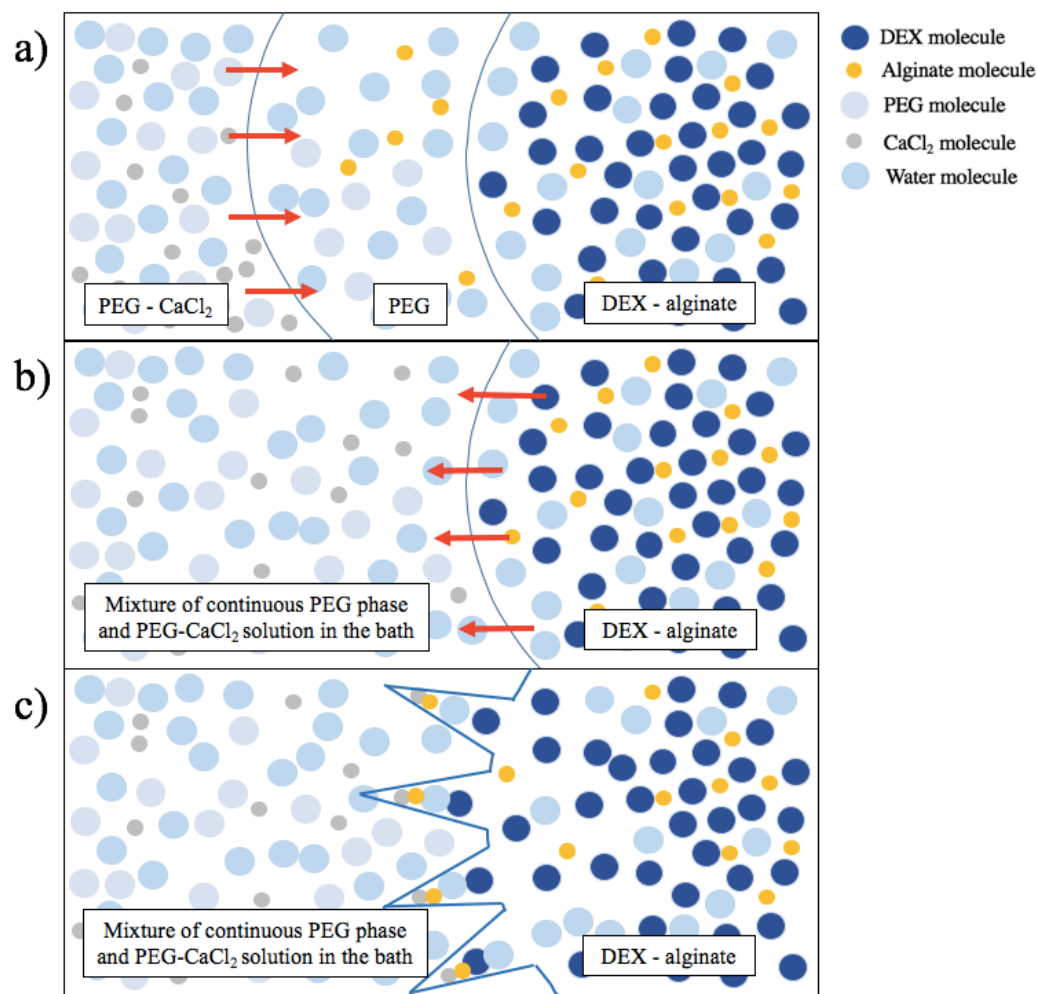 a)
DEX molecule
Alginate molecule
PEG molecule
CaCl₂ molecule
Water molecule
PEG - CaCl₂
PEG
DEX - alginate
b)
Mixture of continuous PEG phase
and PEG-CaCl₂ solution in the bath
DEX - alginate
c)
Mixture of continuous PEG phase
and PEG-CaCl₂ solution in the bath
DEX - alginate